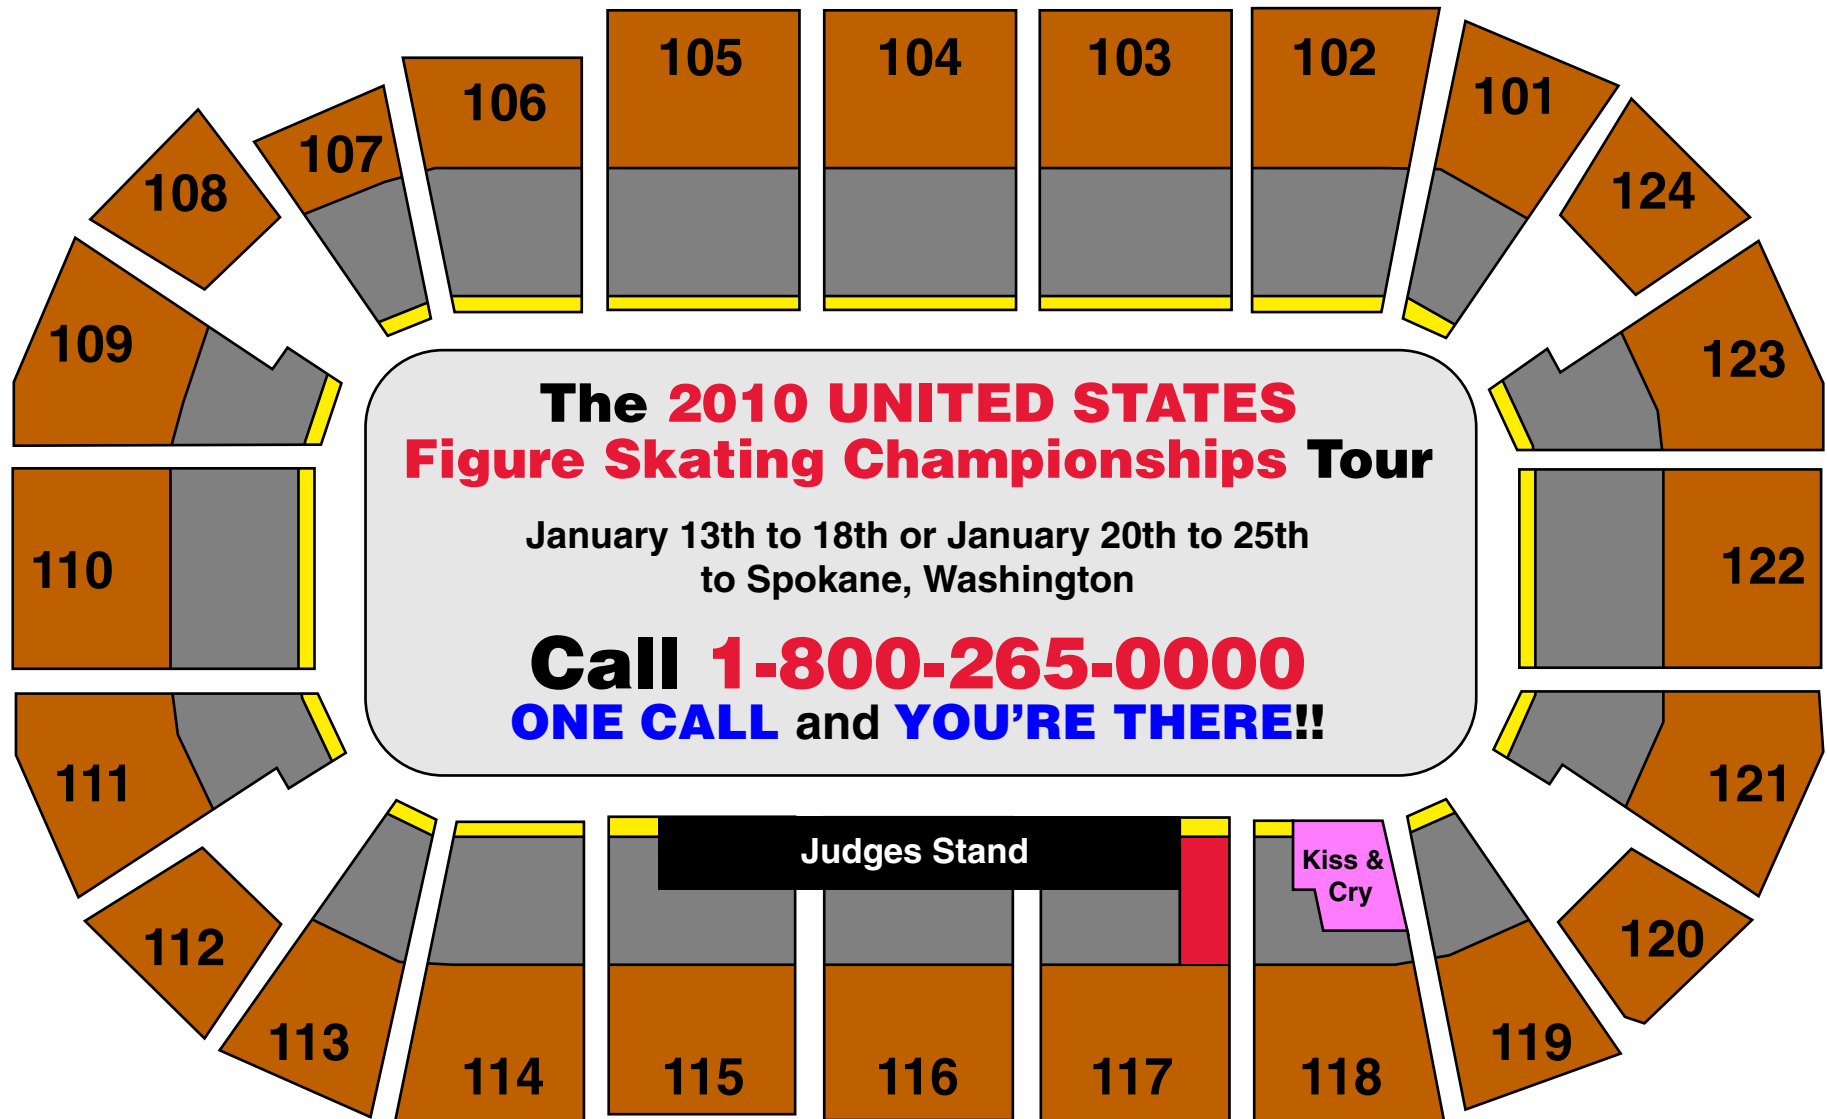 105
104
103
102
106
101
107
108
124
109
123
The 2010 UNITED STATES
Figure Skating Championships Tour
January 13th to 18th or January 20th to 25th
to Spokane, Washington
110
122
Call 1-800-265-0000
ONE CALL and YOU'RE THERE!!
111
121
Judges Stand
Kiss &
Cry
112
120
113
119
114
115
116
117
118